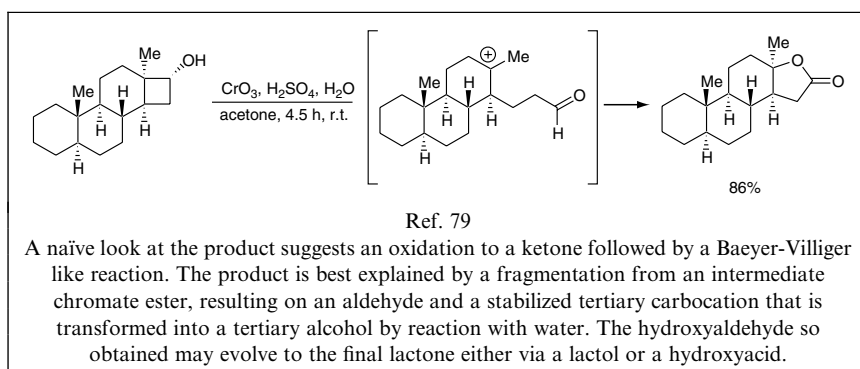 Me
OH
Me
H
H
H
H
CrO₃, H₂SO₄, H₂O
acetone, 4.5 h, r.t.
⊕
Me
Me
H
H
H
H
O
H
Me
O
O
Me
H
H
H
H
86%
Ref. 79
A naïve look at the product suggests an oxidation to a ketone followed by a Baeyer-Villiger
like reaction. The product is best explained by a fragmentation from an intermediate
chromate ester, resulting on an aldehyde and a stabilized tertiary carbocation that is
transformed into a tertiary alcohol by reaction with water. The hydroxyaldehyde so
obtained may evolve to the final lactone either via a lactol or a hydroxyacid.